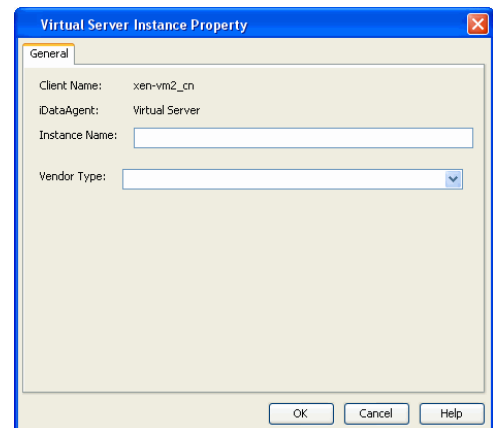 Virtual Server Instance Property
General
Client Name: xen-vm2_cn
iDataAgent: Virtual Server
Instance Name:
Vendor Type:
OK Cancel Help